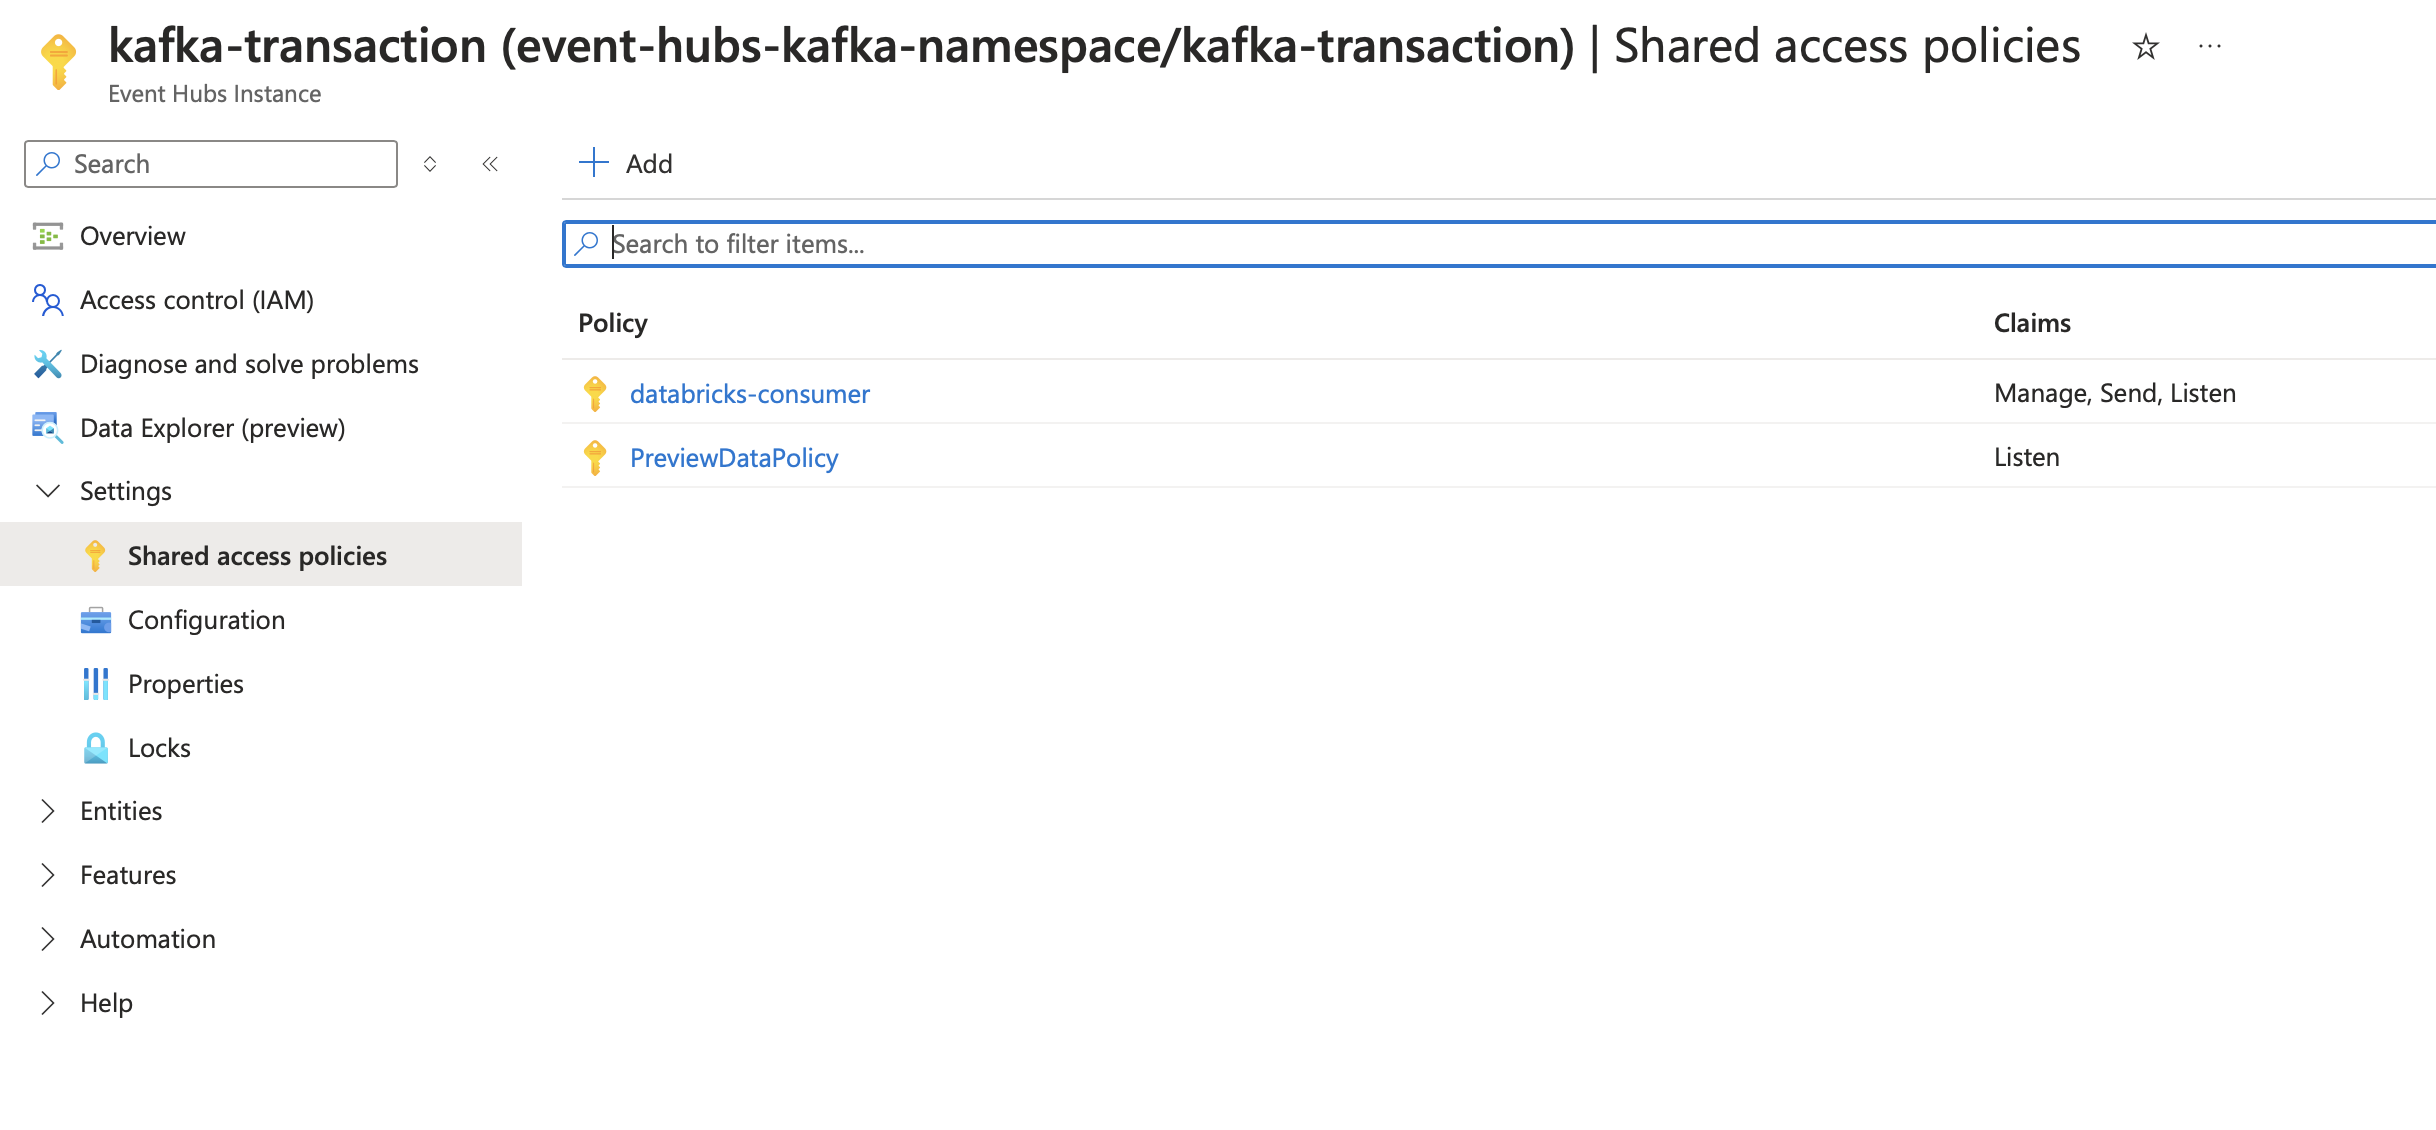 kafka-transaction (event-hubs-kafka-namespace/kafka-transaction) | Shared access policies
Event Hubs Instance
Search
Overview
Access control (IAM)
Diagnose and solve problems
Data Explorer (preview)
Settings
Shared access policies
Configuration
Properties
Locks
Entities
Features
Automation
Help
Add
Search to filter items...
Policy Claims
databricks-consumer Manage, Send, Listen
PreviewDataPolicy Listen